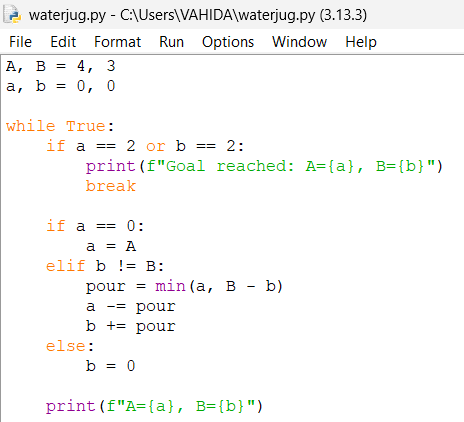 waterjug.py - C:\Users\VAHIDA\waterjug.py (3.13.3)
File Edit Format Run Options Window Help
A, B = 4, 3
a, b = 0, 0

while True:
    if a == 2 or b == 2:
        print(f"Goal reached: A={a}, B={b}")
        break

    if a == 0:
        a = A
    elif b != B:
        pour = min(a, B - b)
        a -= pour
        b += pour
    else:
        b = 0

    print(f"A={a}, B={b}")